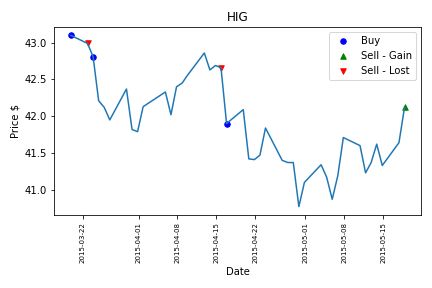 HIG
Buy
Sell - Gain
Sell - Lost
Price $
43.0
42.5
42.0
41.5
41.0
2015-03-22
2015-04-01
2015-04-08
2015-04-15
2015-04-22
2015-05-01
2015-05-08
2015-05-15
Date